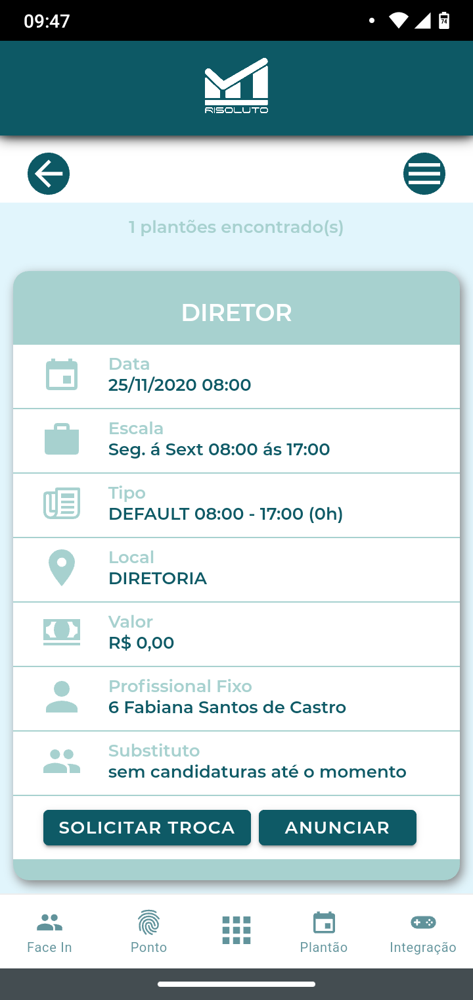 09:47
74
RISOLUTO
1 plantões encontrado(s)
DIRETOR
Data
25/11/2020 08:00
Escala
Seg. á Sext 08:00 ás 17:00
Tipo
DEFAULT 08:00 - 17:00 (0h)
Local
DIRETORIA
Valor
R$ 0,00
Profissional Fixo
6 Fabiana Santos de Castro
Substituto
sem candidaturas até o momento
SOLICITAR TROCA ANUNCIAR
Face In Ponto Plantão Integração